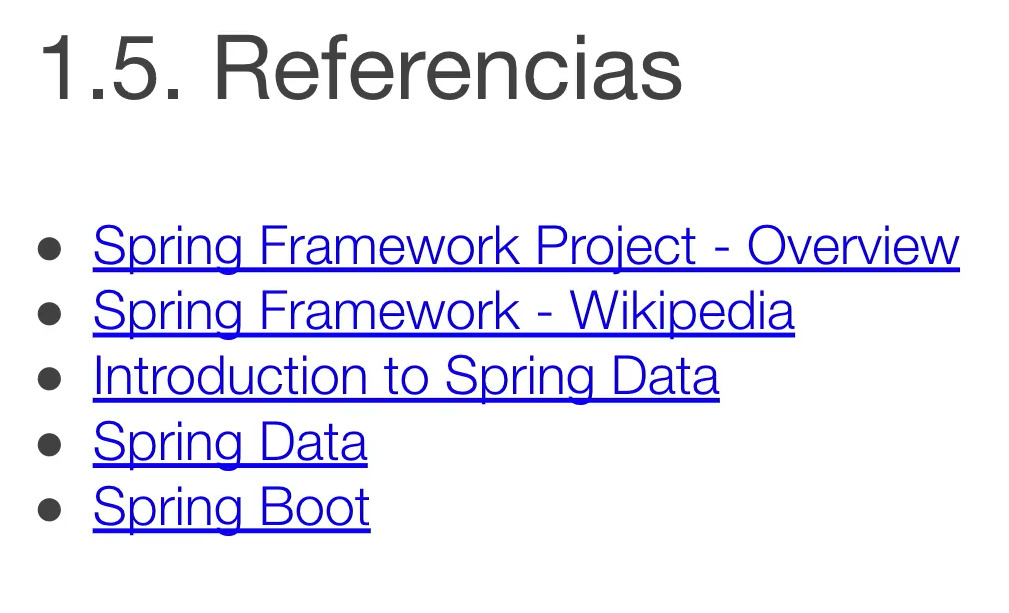 1.5. Referencias
● Spring Framework Project - Overview
● Spring Framework - Wikipedia
● Introduction to Spring Data
● Spring Data
● Spring Boot